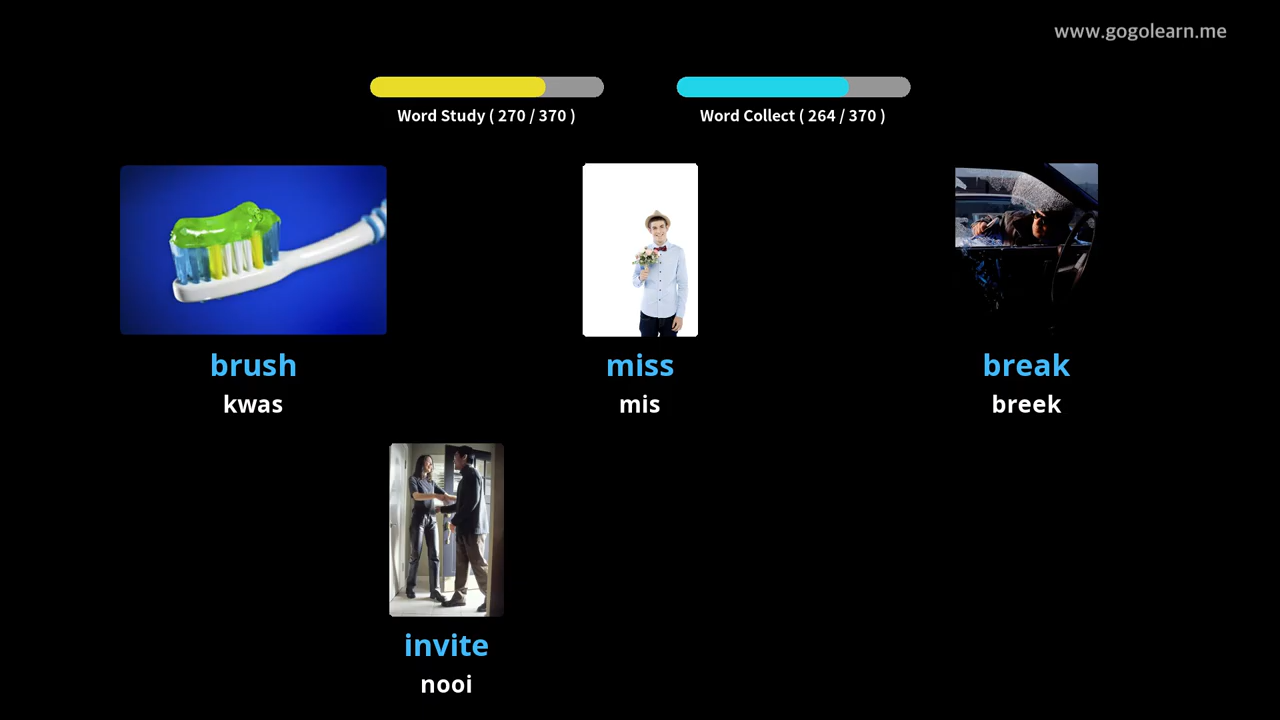 www.gogolearn.me
Word Study ( 270 / 370 )
Word Collect ( 264 / 370 )
brush
kwas
miss
mis
break
breek
invite
nooi